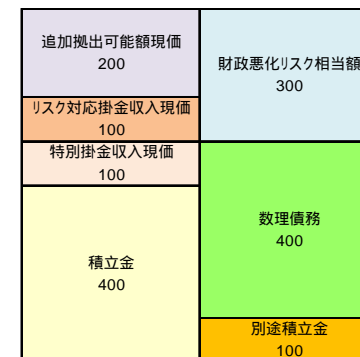 追加拠出可能額現価
200
リスク対応掛金収入現価
100
特別掛金収入現価
100
積立金
400
財政悪化リスク相当額
300
数理債務
400
別途積立金
100